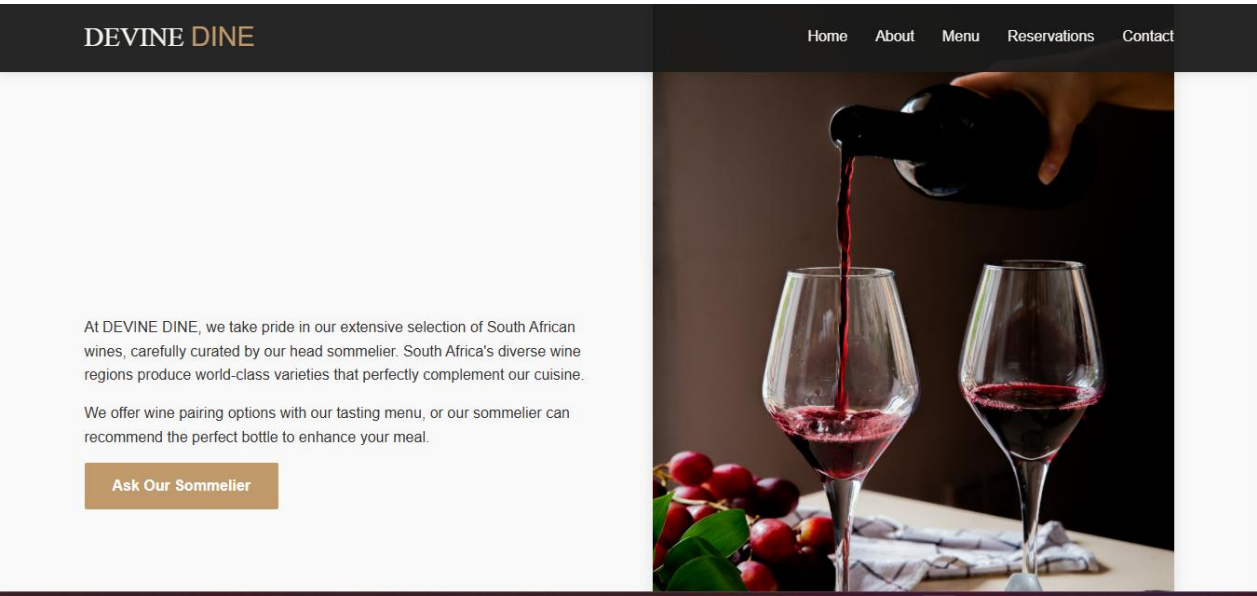 DEVINE DINE
Home About Menu Reservations Contact
At DEVINE DINE, we take pride in our extensive selection of South African
wines, carefully curated by our head sommelier. South Africa's diverse wine
regions produce world-class varieties that perfectly complement our cuisine.
We offer wine pairing options with our tasting menu, or our sommelier can
recommend the perfect bottle to enhance your meal.
Ask Our Sommelier